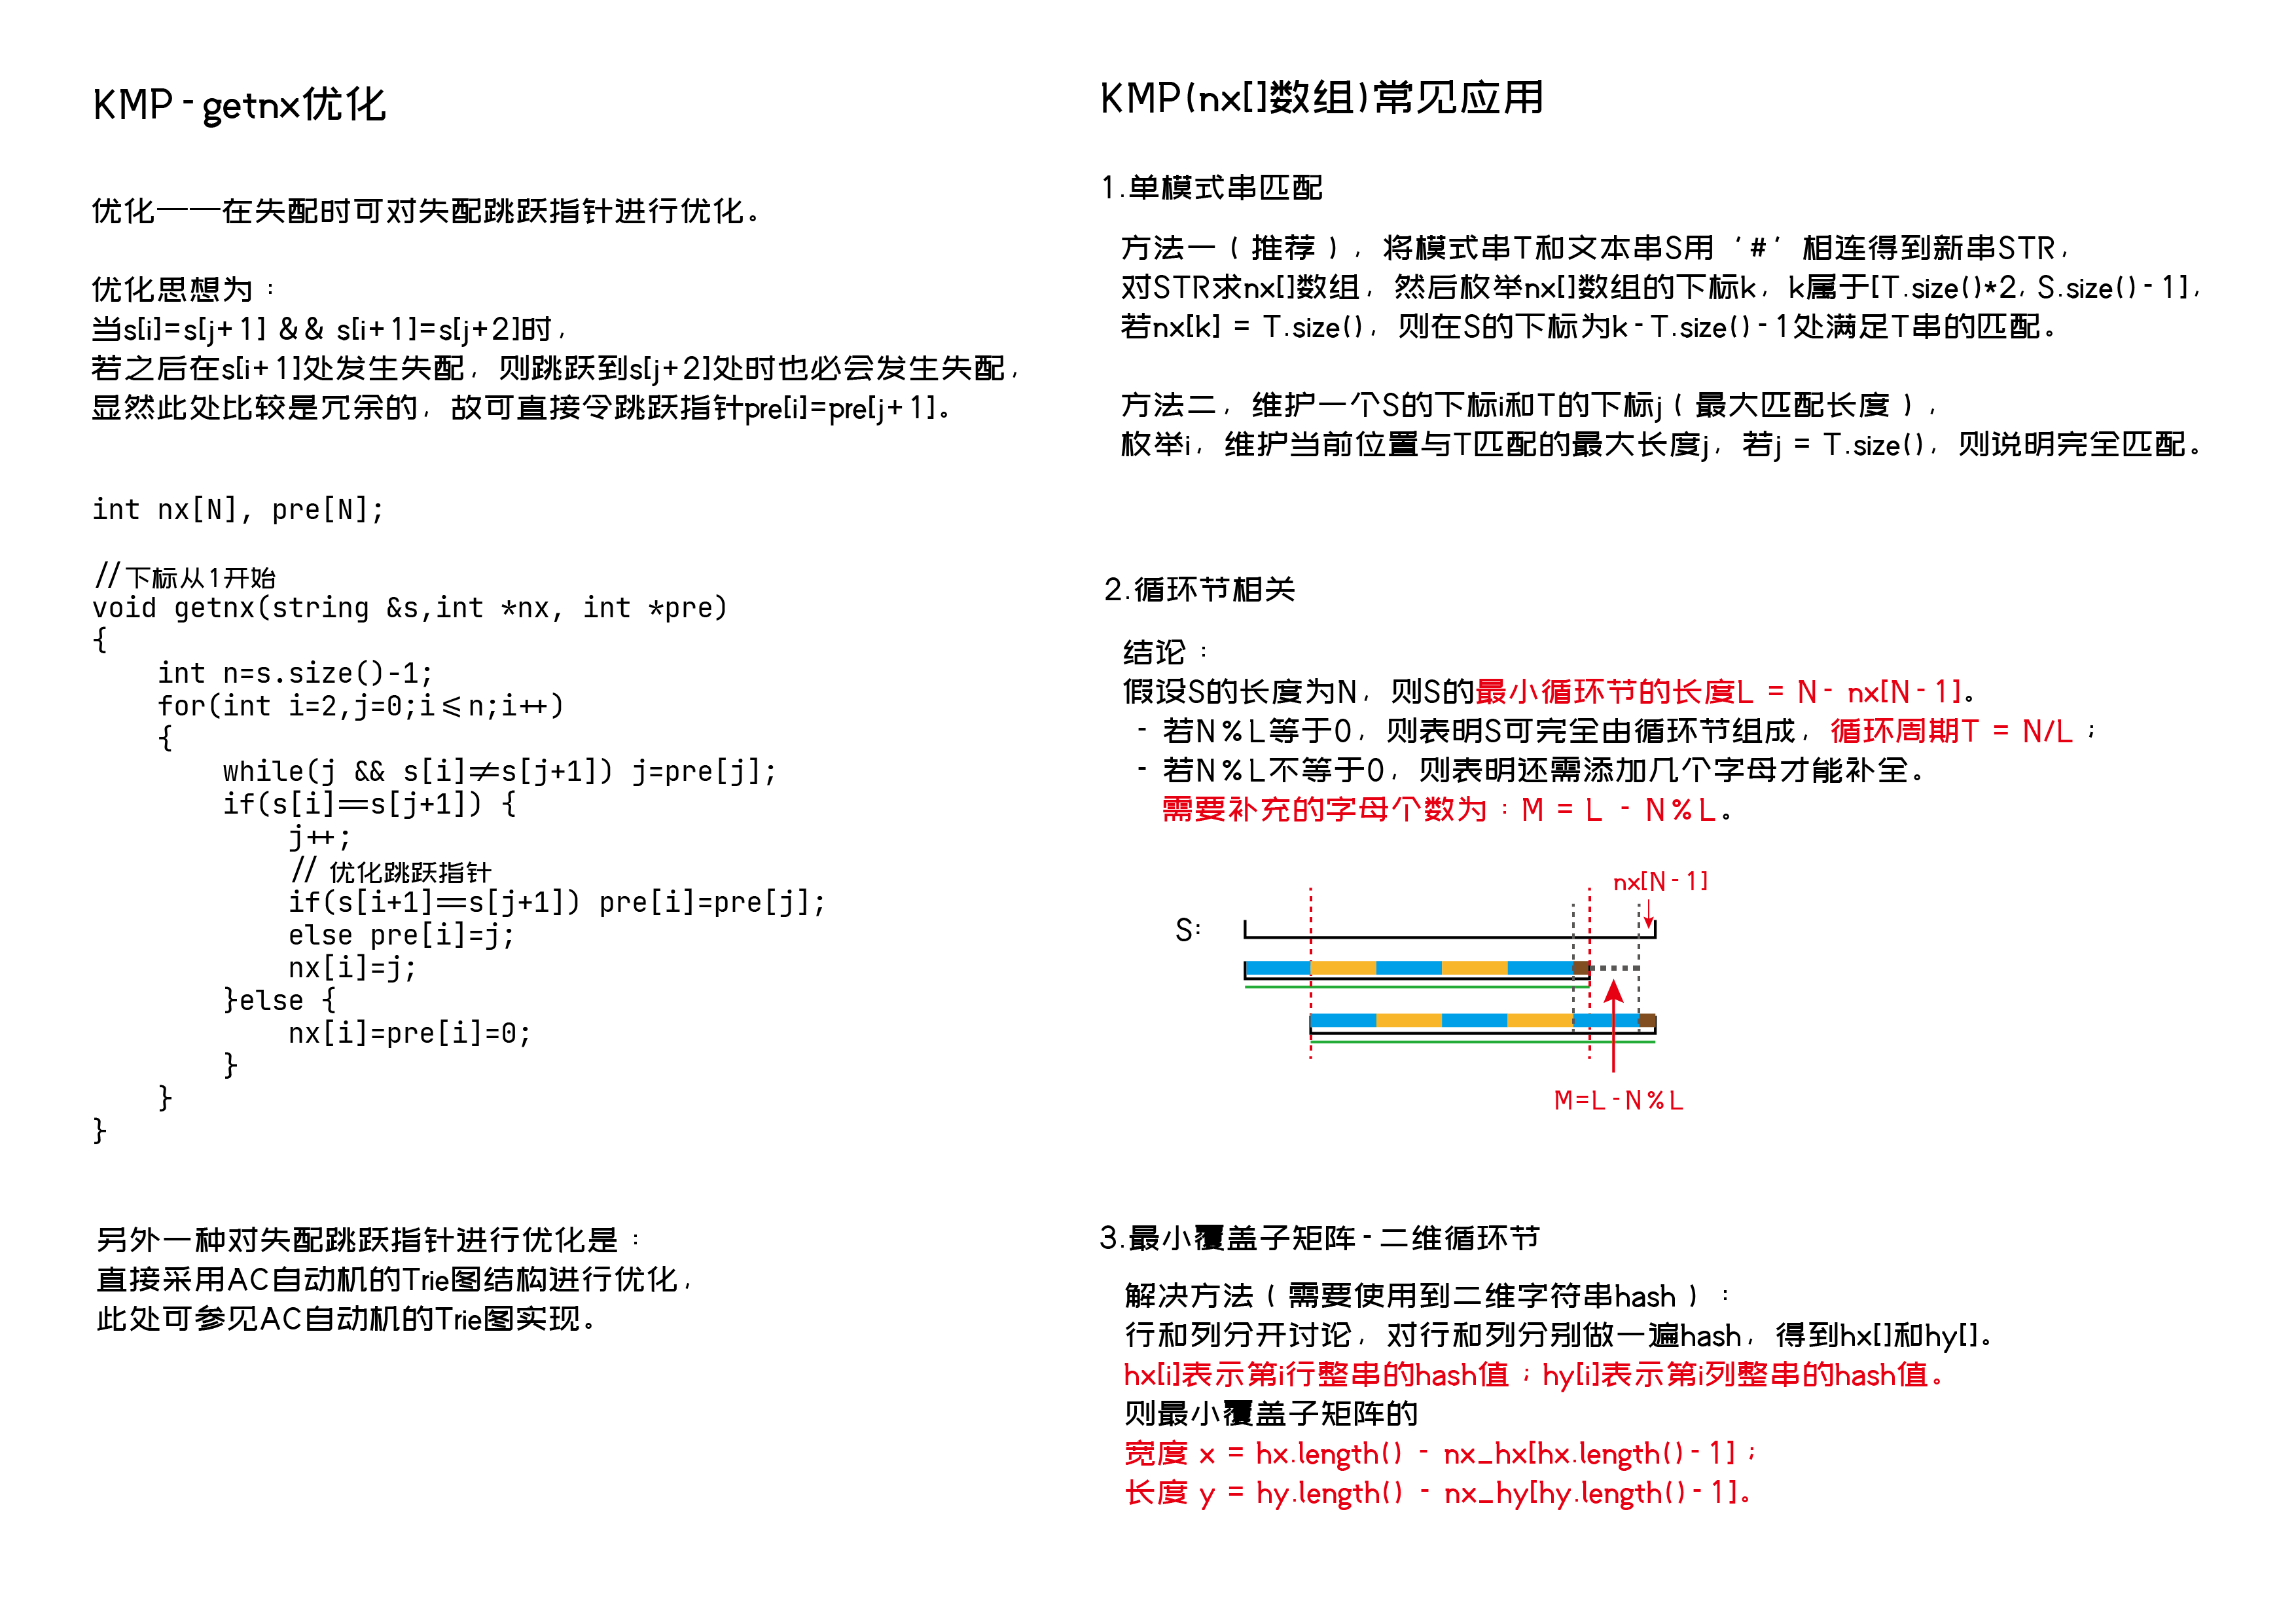 KMP-getnx优化
优化——在失配时可对失配跳跃指针进行优化。
优化思想为：
当s[i]=s[j+1] && s[i+1]=s[j+2]时，
若之后在s[i+1]处发生失配，则跳跃到s[j+2]处时也必会发生失配，
显然此处比较是冗余的，故可直接令跳跃指针pre[i]=pre[j+1]。
int nx[N], pre[N];
//下标从1开始
void getnx(string &s,int *nx, int *pre)
{
int n=s.size()-1;
for(int i=2,j=0;i<=n;i++)
{
while(j && s[i]!=s[j+1]) j=pre[j];
if(s[i]==s[j+1]) {
j++;
// 优化跳跃指针
if(s[i+1]==s[j+1]) pre[i]=pre[j];
else pre[i]=j;
nx[i]=j;
}else {
nx[i]=pre[i]=0;
}
}
}
另外一种对失配跳跃指针进行优化是：
直接采用AC自动机的Trie图结构进行优化，
此处可参见AC自动机的Trie图实现。
KMP(nx[]数组)常见应用
1.单模式串匹配
方法一（推荐），将模式串T和文本串S用‘#’相连得到新串STR，
对STR求nx[]数组，然后枚举nx[]数组的下标k，k属于[T.size()*2, S.size()-1]，
若nx[k] = T.size()，则在S的下标为k-T.size()-1处满足T串的匹配。
方法二，维护一个S的下标i和T的下标j（最大匹配长度），
枚举i，维护当前位置与T匹配的最大长度j，若j = T.size()，则说明完全匹配。
2.循环节相关
结论：
假设S的长度为N，则S的最小循环节的长度L = N- nx[N-1]。
- 若N%L等于0，则表明S可完全由循环节组成，循环周期T = N/L；
- 若N%L不等于0，则表明还需添加几个字母才能补全。
需要补充的字母个数为：M = L - N%L。
nx[N-1]
S:
M=L-N%L
3.最小覆盖子矩阵-二维循环节
解决方法（需要使用到二维字符串hash）：
行和列分开讨论，对行和列分别做一遍hash，得到hx[]和hy[]。
hx[i]表示第i行整串的hash值；hy[i]表示第i列整串的hash值。
则最小覆盖子矩阵的
宽度 x = hx.length() - nx_hx[hx.length()-1]；
长度 y = hy.length() - nx_hy[hy.length()-1]。